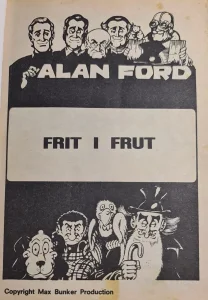 ALAN FORD
FRIT I FRUT
Copyright Max Bunker Production